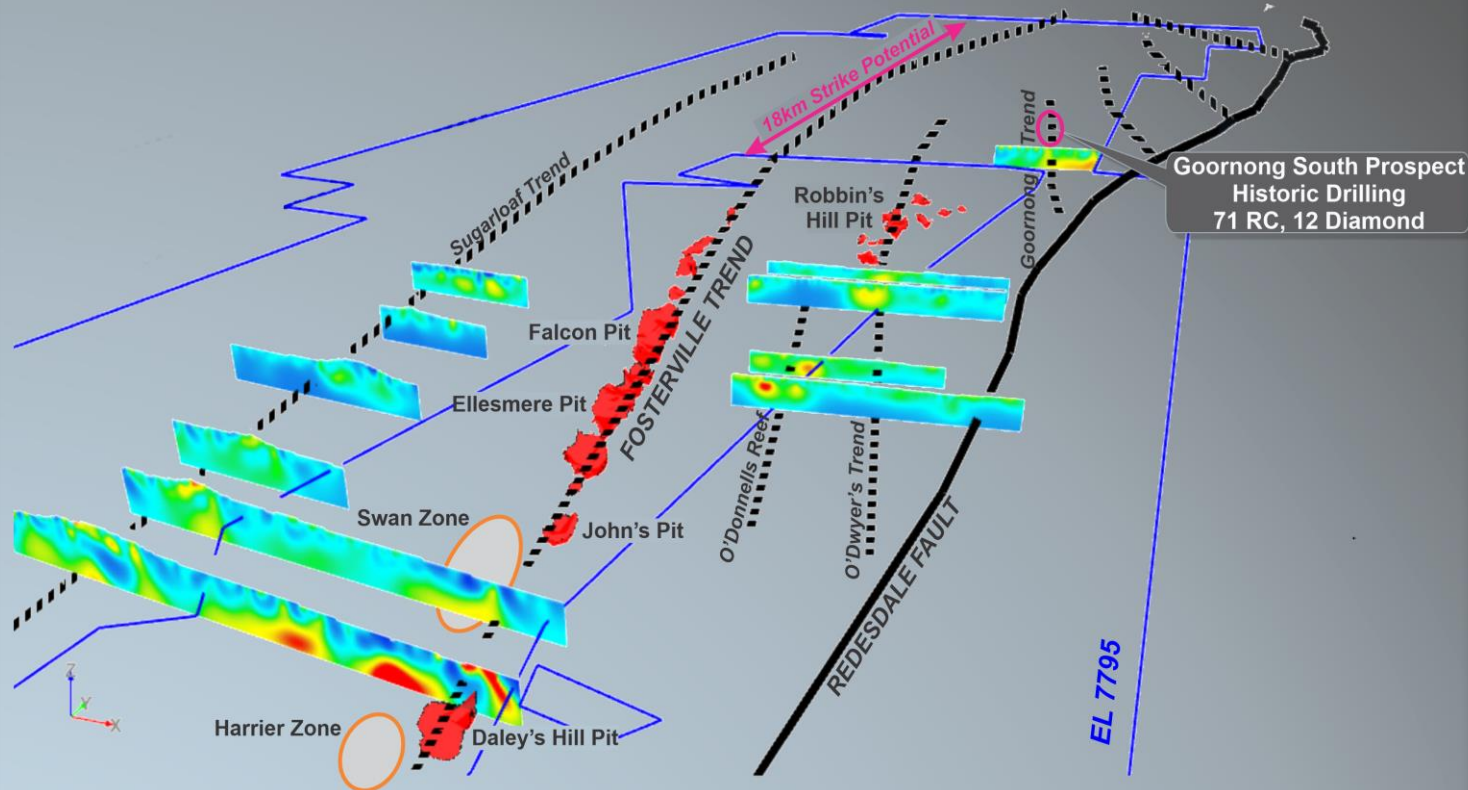 18km Strike Potential
Sugarloaf Trend
Goornong Trend
Goornong South Prospect
Historic Drilling
71 RC, 12 Diamond
Robbin's
Hill Pit
Falcon Pit
FOSTERVILLE TREND
Ellesmere Pit
O'Donnells Reef
O'Dwyer's Trend
Swan Zone
John's Pit
REDESDALE FAULT
EL 7795
Z
Y
X
Harrier Zone
Daley's Hill Pit